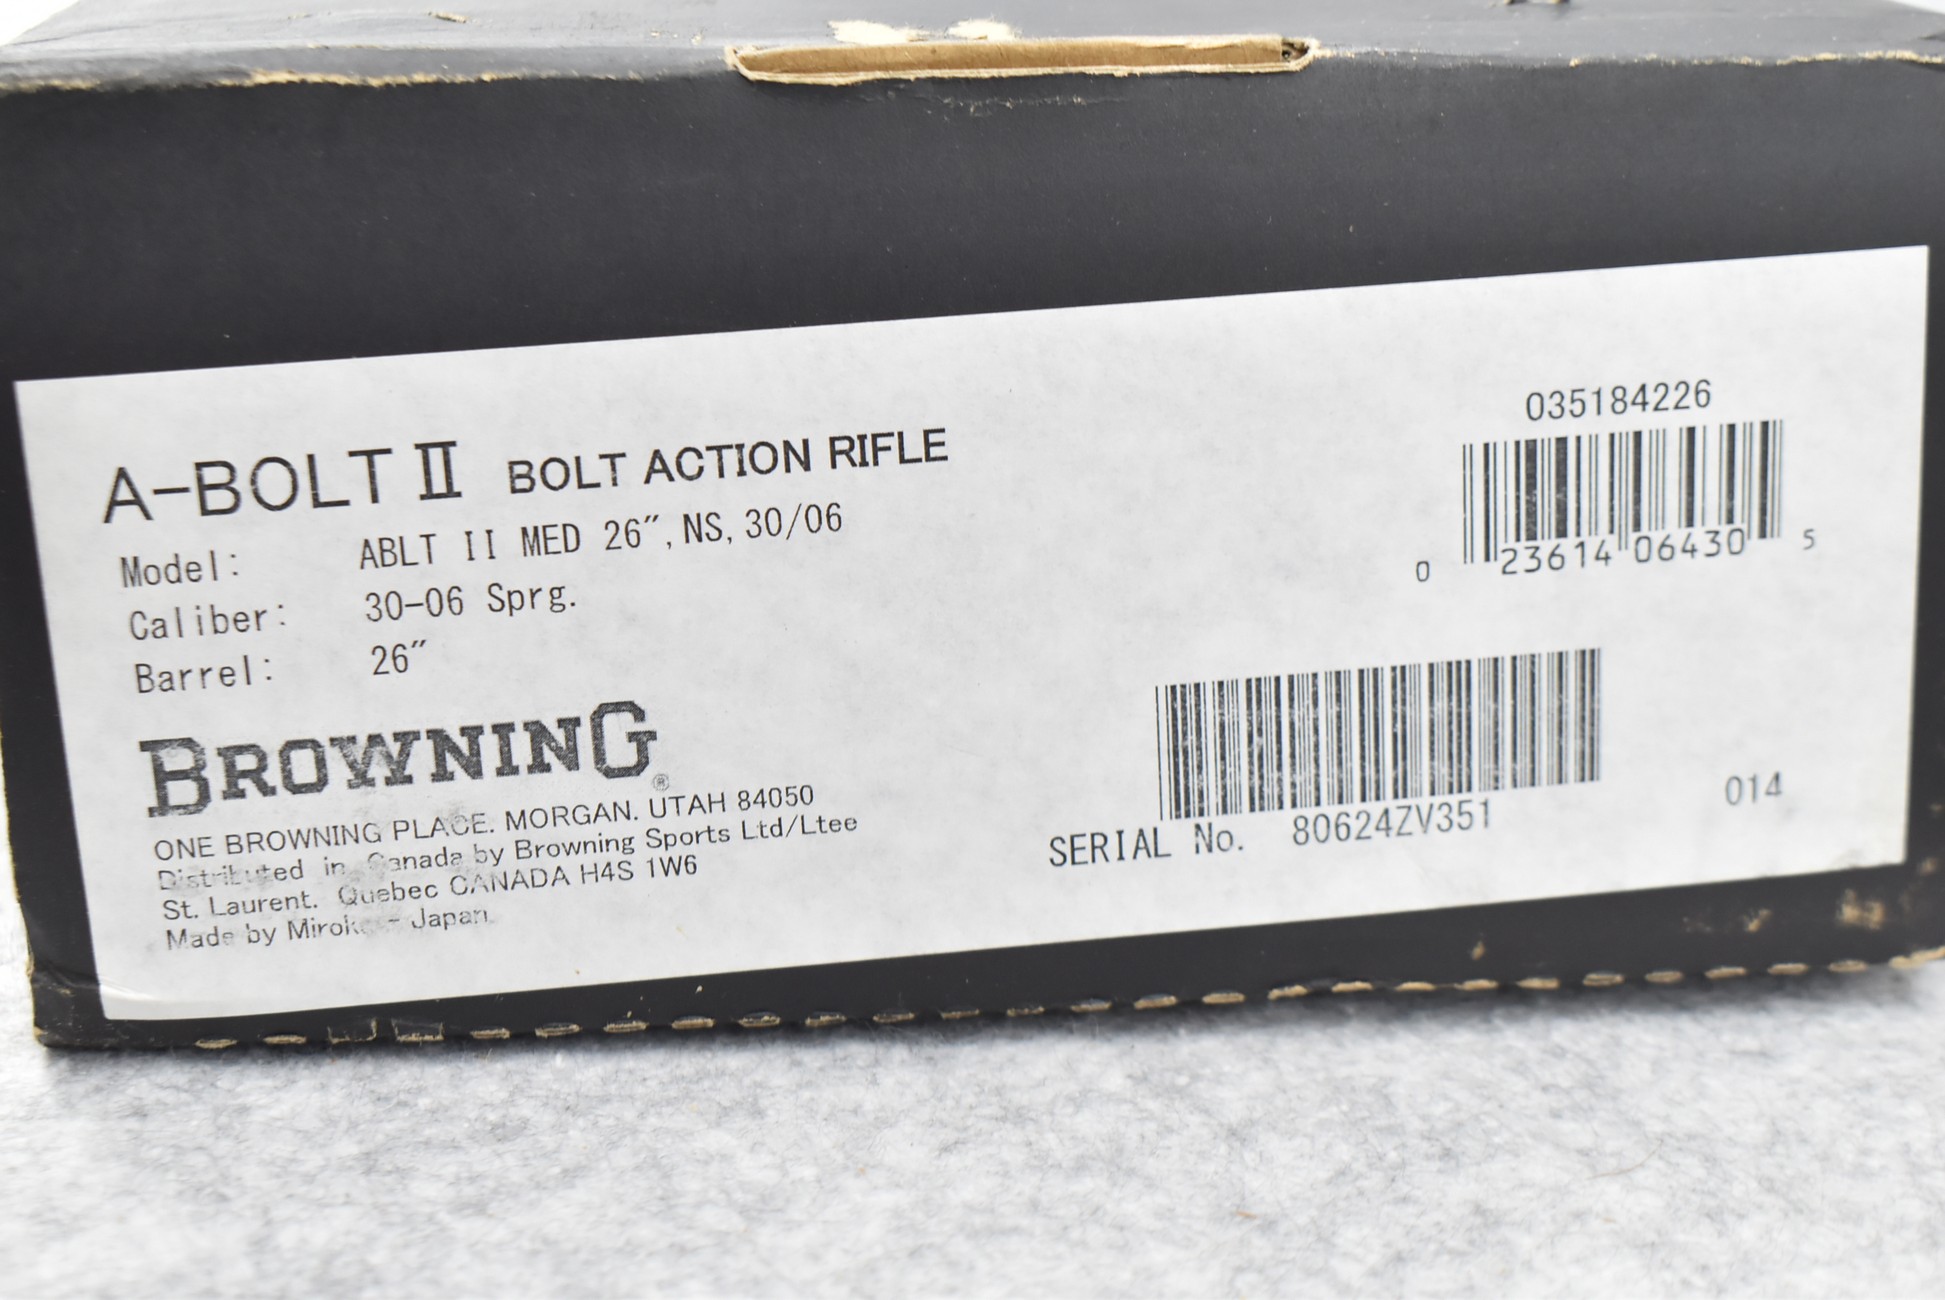 A-BOLT II BOLT ACTION RIFLE
Model: ABLT II MED 26″, NS, 30/06
Caliber: 30-06 Sprg.
Barrel: 26″
BROWNING®
ONE BROWNING PLACE. MORGAN. UTAH 84050
Distributed in Canada by Browning Sports Ltd/Ltee
St. Laurent. Quebec CANADA H4S 1W6
Made by Miroku - Japan
035184226
0 23614 06430 5
SERIAL No. 80624ZV351
014